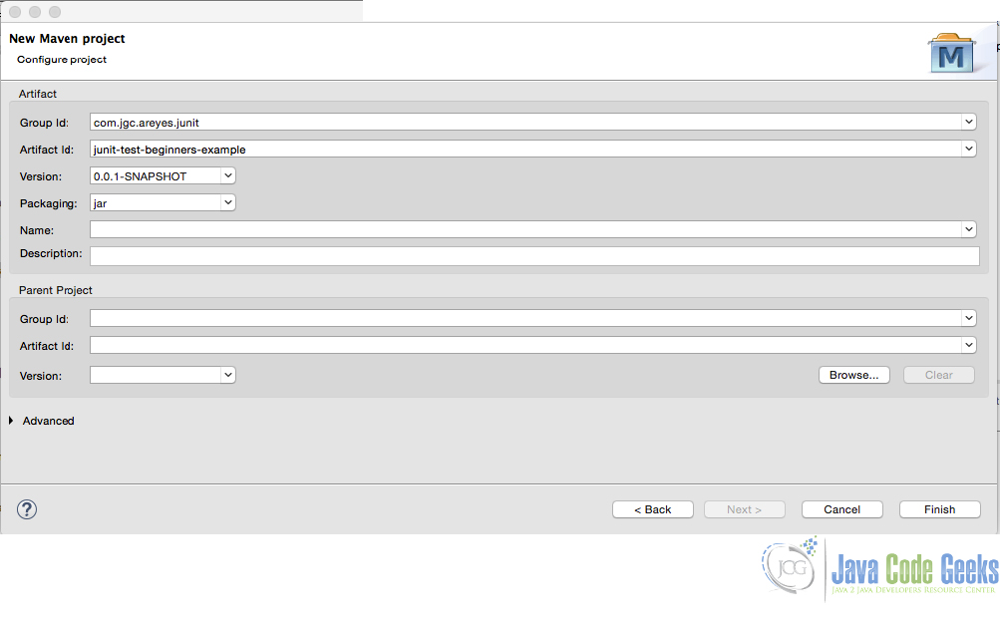 New Maven project
Configure project
M
Artifact
Group Id: com.jgc.areyes.junit
Artifact Id: junit-test-beginners-example
Version: 0.0.1-SNAPSHOT
Packaging: jar
Name:
Description:
Parent Project
Group Id:
Artifact Id:
Version: Browse... Clear
Advanced
? < Back Next > Cancel Finish
JCG Java Code Geeks
JAVA 2 JAVA DEVELOPERS RESOURCE CENTER